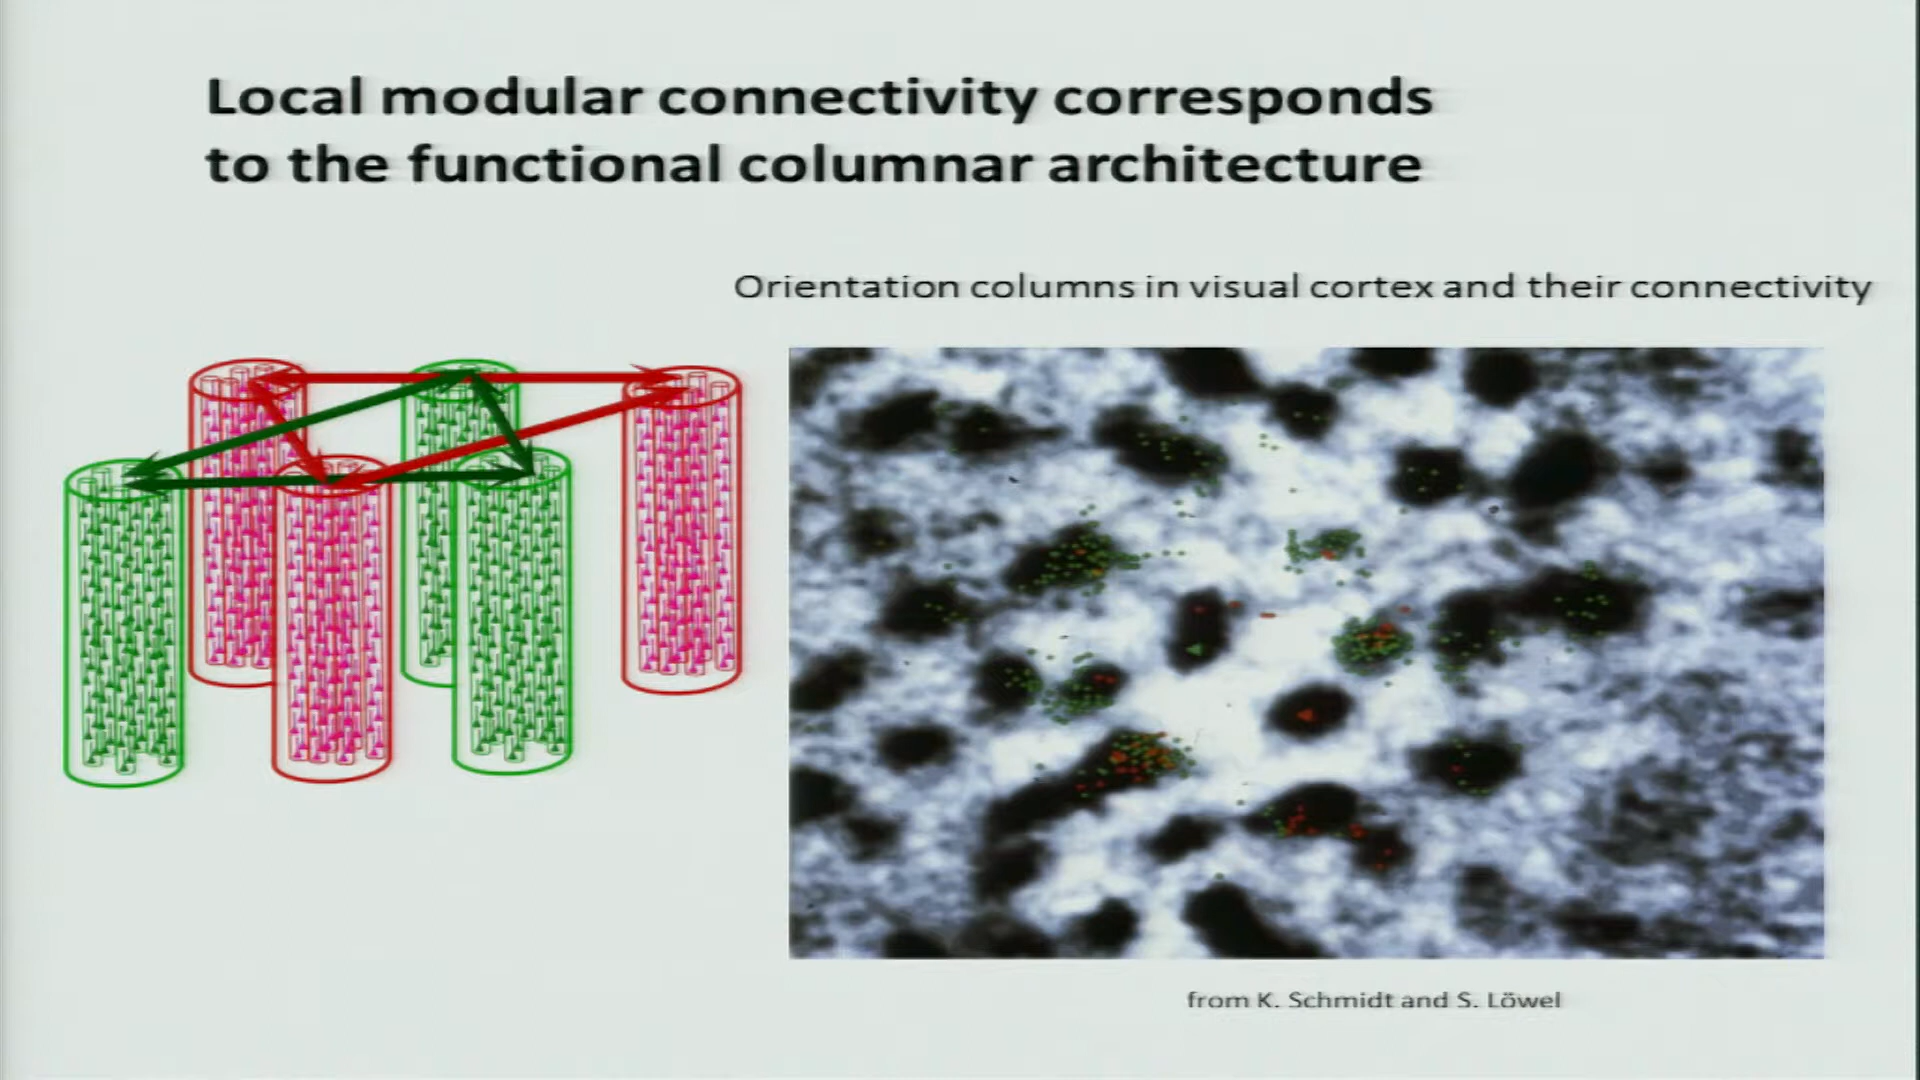 Local modular connectivity corresponds
to the functional columnar architecture
Orientation columns in visual cortex and their connectivity
from K. Schmidt and S. Löwel